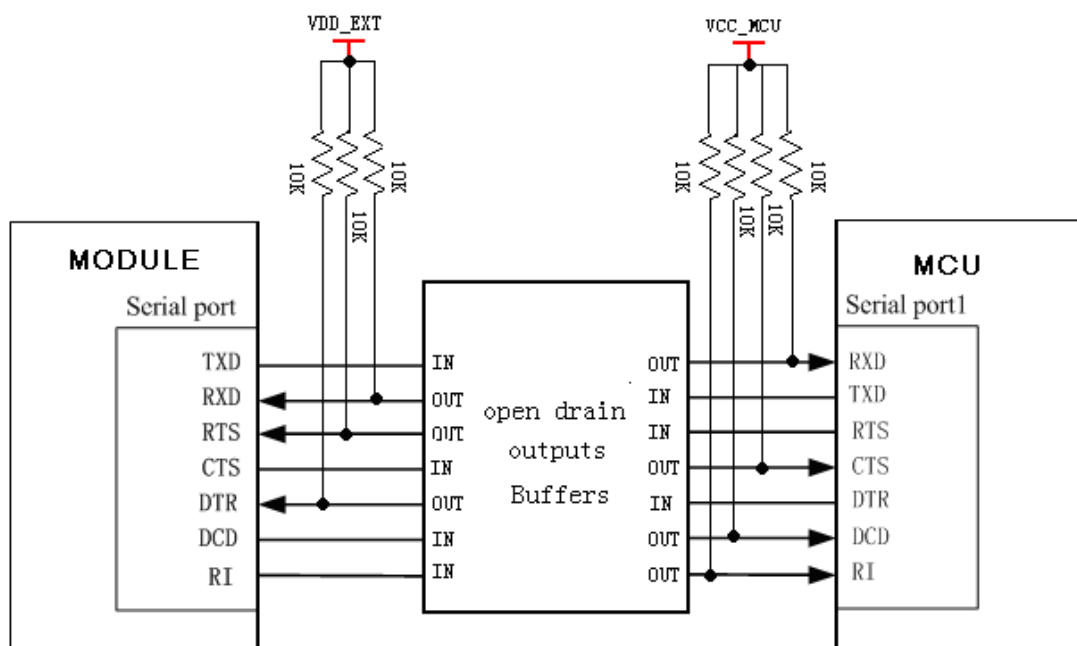 VDD_EXT
VCC_MCU
10K
10K
10K
10K
10K
10K
10K
MODULE
MCU
Serial port
Serial port1
TXD
RXD
RTS
CTS
DTR
DCD
RI
IN
OUT
OUT
IN
OUT
IN
IN
open drain
outputs
Buffers
OUT
IN
IN
OUT
IN
OUT
OUT
RXD
TXD
RTS
CTS
DTR
DCD
RI